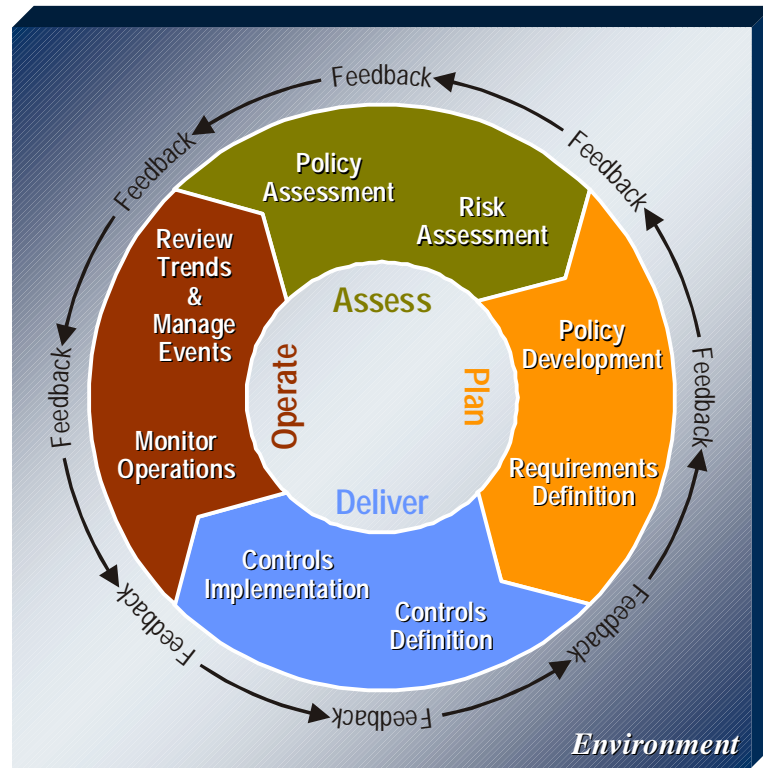 Feedback
Feedback
Feedback
Policy
Assessment
Risk
Assessment
Review
Trends
&
Manage
Events
Assess
Policy
Development
Feedback
Feedback
Operate
Plan
Monitor
Operations
Requirements
Definition
Deliver
Controls
Implementation
Controls
Definition
Feedback
Feedback
Feedback
Environment